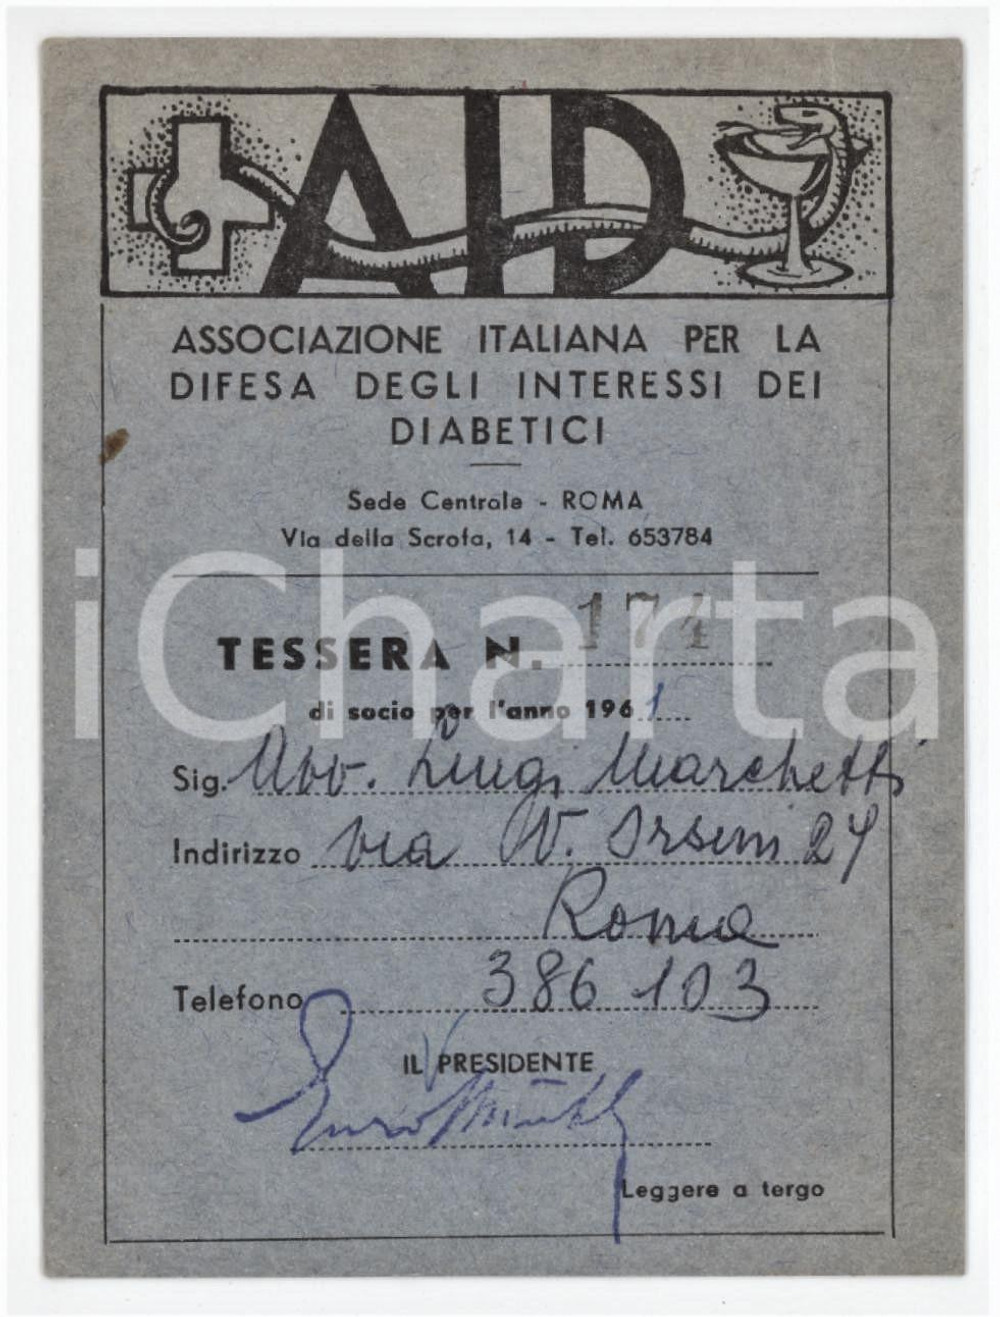 AID
ASSOCIAZIONE ITALIANA PER LA
DIFESA DEGLI INTERESSI DEI
DIABETICI
Sede Centrale - ROMA
Via della Scrofa, 14 - Tel. 653784
TESSERA N. 174
di socio per l'anno 1961
Sig. Avv. Luigi Marchetti
Indirizzo via V. Orsini 27
Roma
Telefono 386 103
IL V PRESIDENTE
Leggere a tergo
iCharta